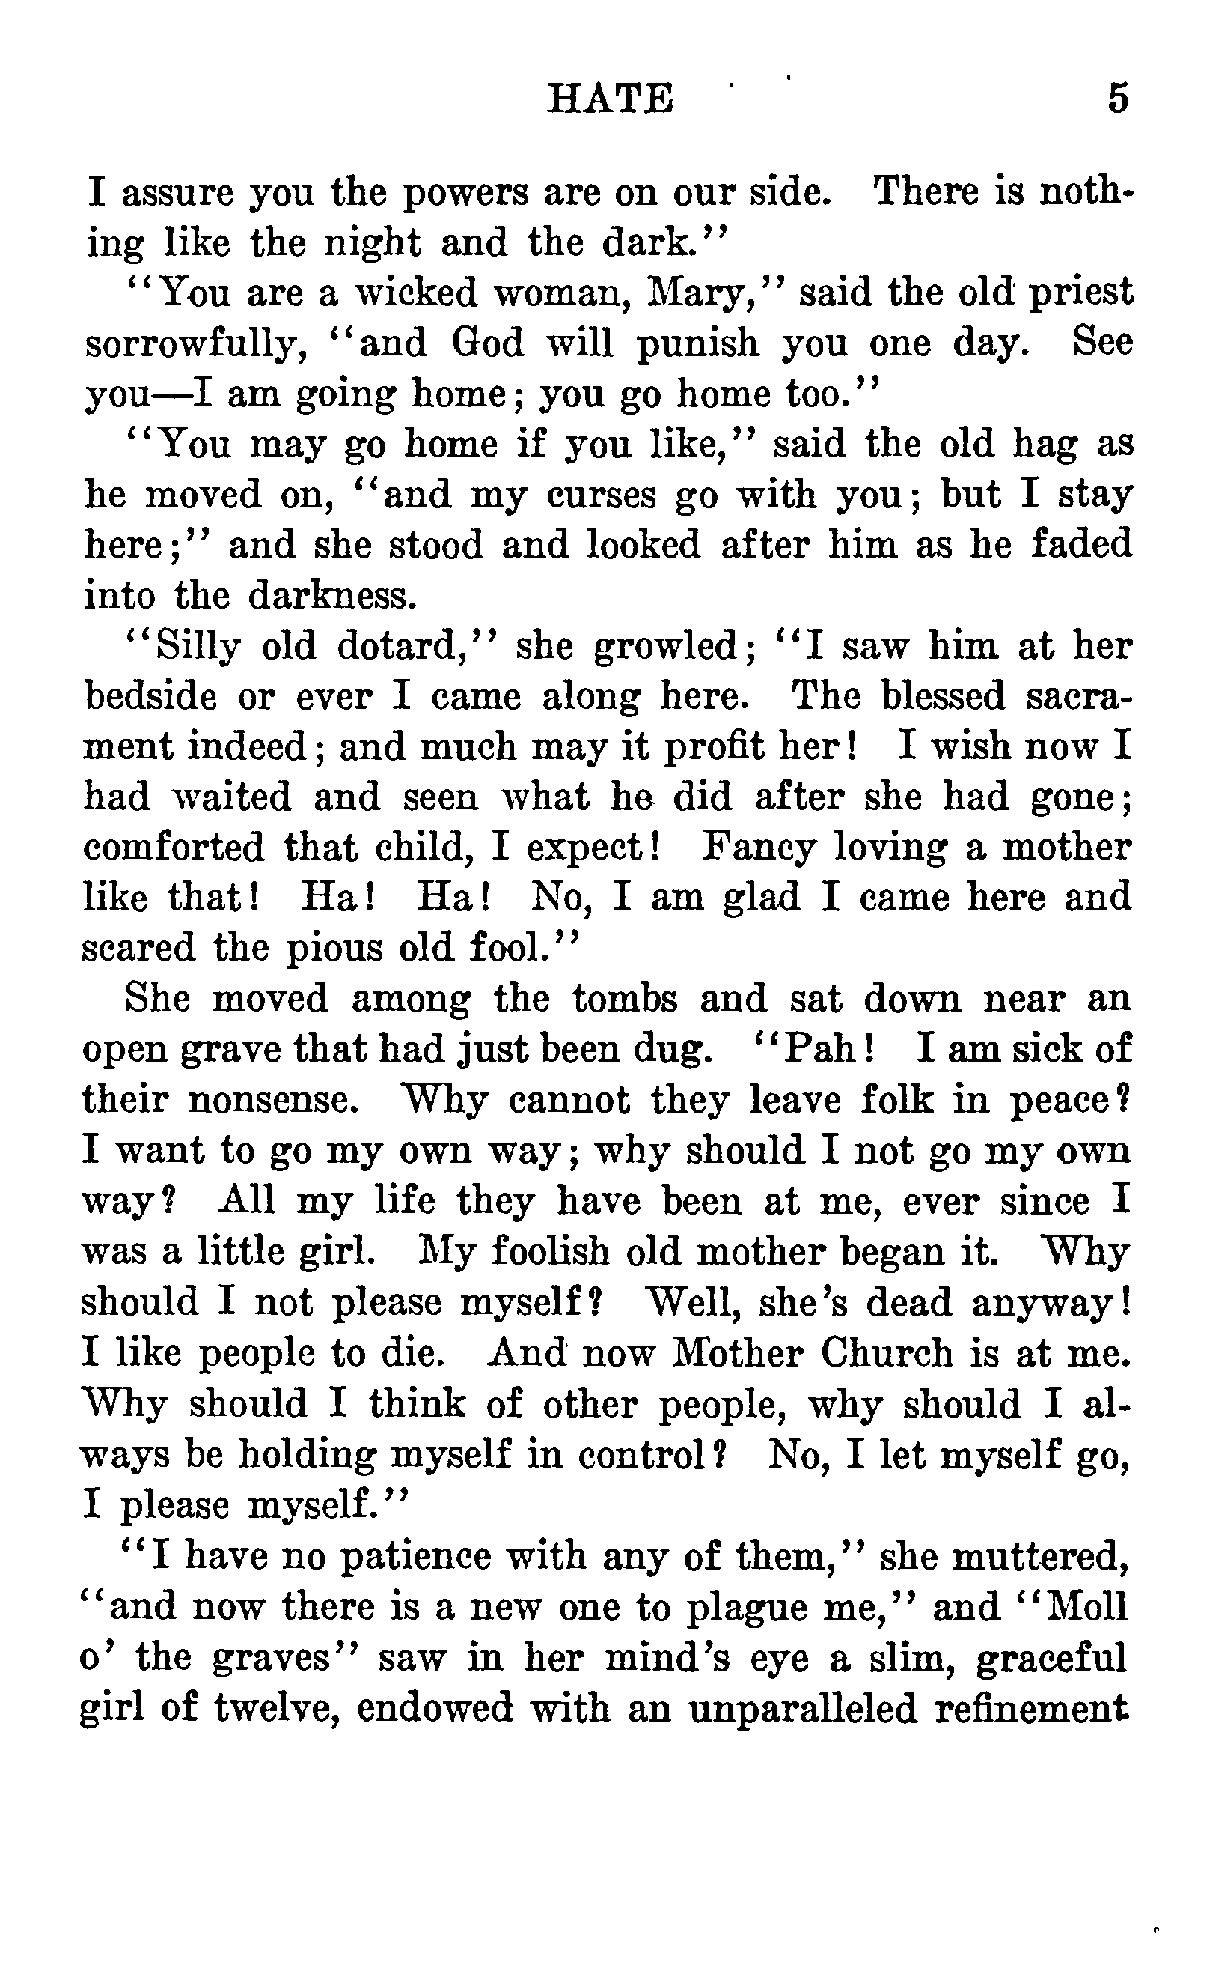 HATE 5
I assure you the powers are on our side. There is noth-
ing like the night and the dark."
"You are a wicked woman, Mary," said the old priest
sorrowfully, "and God will punish you one day. See
you—I am going home; you go home too."
"You may go home if you like," said the old hag as
he moved on, "and my curses go with you; but I stay
here;" and she stood and looked after him as he faded
into the darkness.
"Silly old dotard," she growled; "I saw him at her
bedside or ever I came along here. The blessed sacra-
ment indeed; and much may it profit her! I wish now I
had waited and seen what he did after she had gone;
comforted that child, I expect! Fancy loving a mother
like that! Ha! Ha! No, I am glad I came here and
scared the pious old fool."
She moved among the tombs and sat down near an
open grave that had just been dug. "Pah! I am sick of
their nonsense. Why cannot they leave folk in peace?
I want to go my own way; why should I not go my own
way? All my life they have been at me, ever since I
was a little girl. My foolish old mother began it. Why
should I not please myself? Well, she's dead anyway!
I like people to die. And now Mother Church is at me.
Why should I think of other people, why should I al-
ways be holding myself in control? No, I let myself go,
I please myself."
"I have no patience with any of them," she muttered,
"and now there is a new one to plague me," and "Moll
o' the graves" saw in her mind's eye a slim, graceful
girl of twelve, endowed with an unparalleled refinement